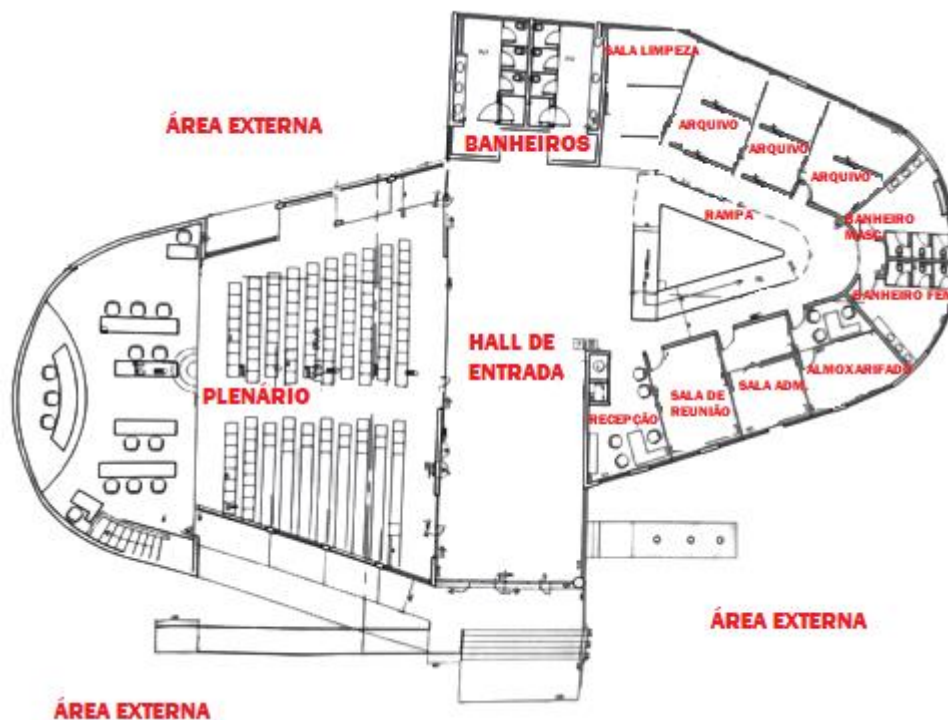 SALA LIMPEZA
ÁREA EXTERNA
BANHEIROS
ARQUIVO
ARQUIVO
ARQUIVO
RAMPA
BANHEIRO
MASC
BANHEIRO FEM
HALL DE
ENTRADA
PLENÁRIO
ALMOXARIFADO
SALA ADM.
SALA DE
REUNIÃO
RECEPÇÃO
ÁREA EXTERNA
ÁREA EXTERNA